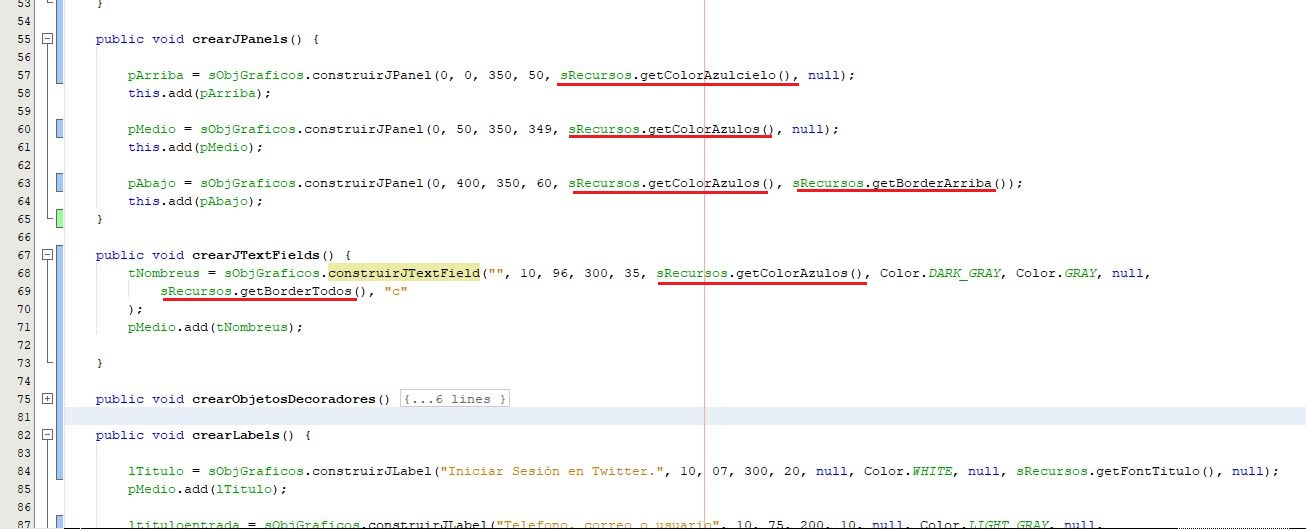 53 }
54
55 public void crearJPanels() {
56
57 pArriba = sObjGraficos.construirJPanel(0, 0, 350, 50, sRecursos.getColorAzulcielo(), null);
58 this.add(pArriba);
59
60 pMedio = sObjGraficos.construirJPanel(0, 50, 350, 349, sRecursos.getColorAzulos(), null);
61 this.add(pMedio);
62
63 pAbajo = sObjGraficos.construirJPanel(0, 400, 350, 60, sRecursos.getColorAzulos(), sRecursos.getBorderArriba());
64 this.add(pAbajo);
65 }
66
67 public void crearJTextFields() {
68 tNombreus = sObjGraficos.construirJTextField("", 10, 96, 300, 35, sRecursos.getColorAzulos(), Color.DARK_GRAY, Color.GRAY, null,
69 sRecursos.getBorderTodos(), "c"
70 );
71 pMedio.add(tNombreus);
72
73 }
74
75 public void crearObjetosDecoradores() {...6 lines }
81
82 public void crearLabels() {
83
84 lTitulo = sObjGraficos.construirJLabel("Iniciar Sesión en Twitter.", 10, 07, 300, 20, null, Color.WHITE, null, sRecursos.getFontTitulo(), null);
85 pMedio.add(lTitulo);
86
87 ltituloentrada = sObjGraficos.construirJLabel("Telefono, correo o usuario", 10, 75, 200, 10, null, Color.LIGHT_GRAY, null,